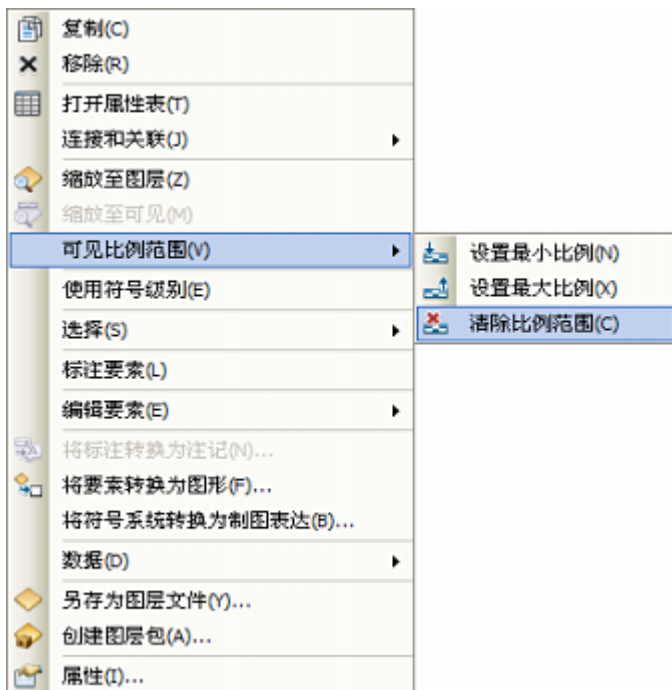 复制(C)
移除(R)
打开属性表(T)
连接和关联(J)
缩放至图层(Z)
缩放至可见(M)
可见比例范围(V)
设置最小比例(N)
设置最大比例(X)
清除比例范围(C)
使用符号级别(E)
选择(S)
标注要素(L)
编辑要素(E)
将标注转换为注记(N)...
将要素转换为图形(F)...
将符号系统转换为制图表达(B)...
数据(D)
另存为图层文件(Y)...
创建图层包(A)...
属性(I)...